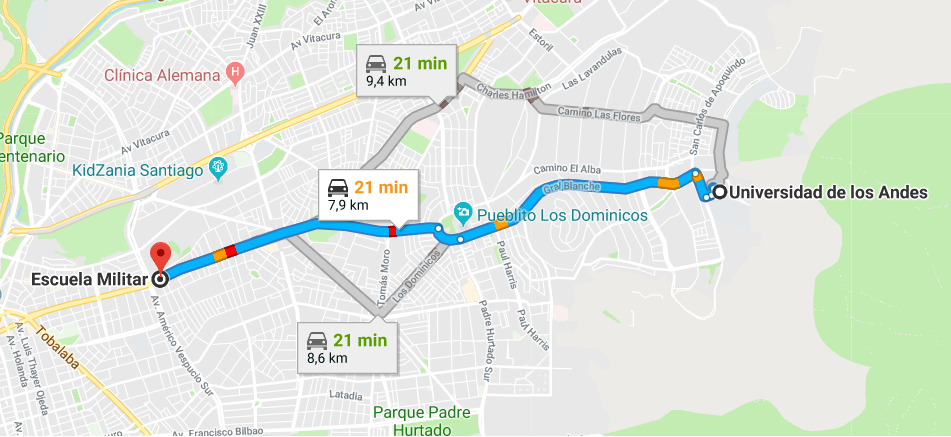 Vitacura
Juan XXIII
El Aron
Av Vitacura
Estoril
Las Lavandulas
21 min
9,4 km
Clínica Alemana
H
Charles Hamilton
Camino Las Flores
San Carlos de Apoquindo
Parque
entenario
Av Vitacura
KidZania Santiago
Camino El Alba
Gral Blanche
21 min
7,9 km
Universidad de los Andes
Pueblito Los Dominicos
Escuela Militar
Tomás Moro
Los Dominicos
Paul Harris
Av. Américo Vespucio Sur
Padre Hurtado Sur
Paul Harris
21 min
8,6 km
Tobalaba
Av. Luis Thayer Ojeda
Av. Holanda
Latadia
Parque Padre
Hurtado
Av. Francisco Bilbao